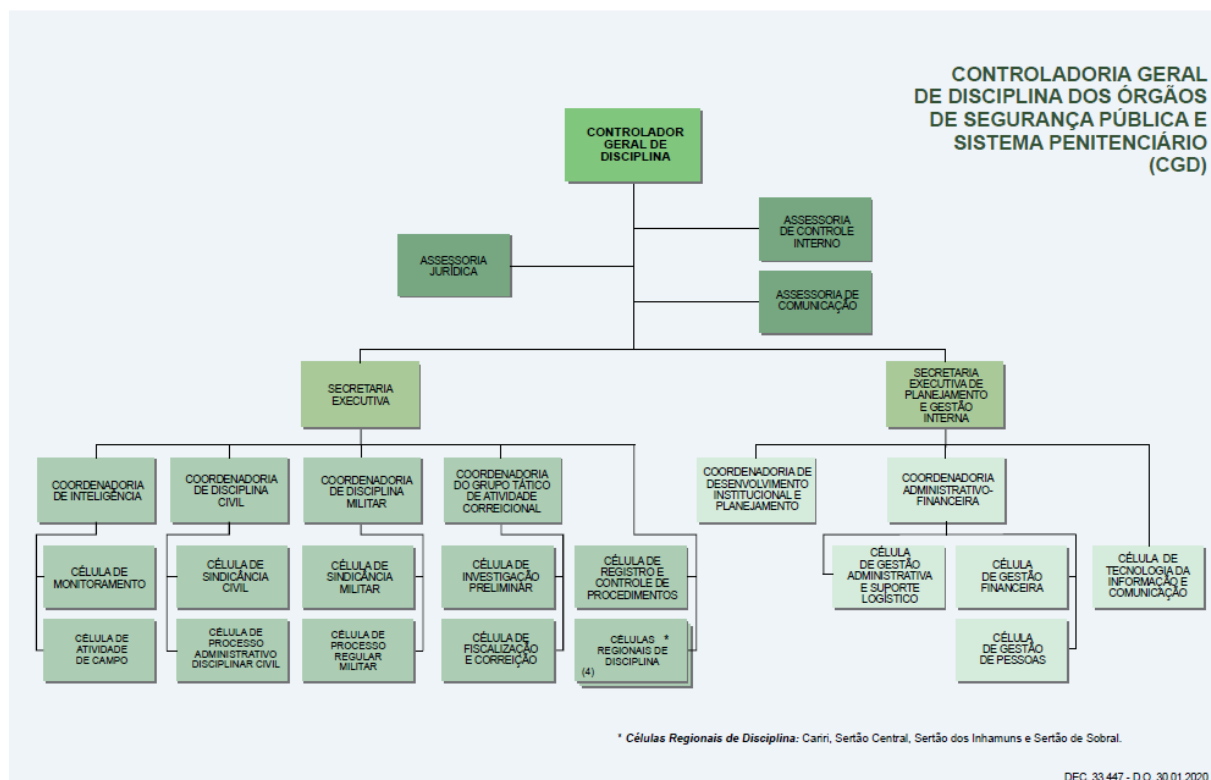 CONTROLADORIA GERAL
DE DISCIPLINA DOS ÓRGÃOS
DE SEGURANÇA PÚBLICA E
SISTEMA PENITENCIÁRIO
(CGD)
CONTROLADOR
GERAL DE
DISCIPLINA
ASSESSORIA
DE CONTROLE
INTERNO
ASSESSORIA
JURÍDICA
ASSESSORIA DE
COMUNICAÇÃO
SECRETARIA
EXECUTIVA
SECRETARIA
EXECUTIVA DE
PLANEJAMENTO
E GESTÃO
INTERNA
COORDENADORIA
DE INTELIGÊNCIA
COORDENADORIA
DE DISCIPLINA
CIVIL
COORDENADORIA
DE DISCIPLINA
MILITAR
COORDENADORIA
DO GRUPO TÁTICO
DE ATIVIDADE
CORREICIONAL
COORDENADORIA DE
DESENVOLVIMENTO
INSTITUCIONAL E
PLANEJAMENTO
COORDENADORIA
ADMINISTRATIVO-
FINANCEIRA
CÉLULA DE
MONITORAMENTO
CÉLULA DE
SINDICÂNCIA
CIVIL
CÉLULA DE
SINDICÂNCIA
MILITAR
CÉLULA DE
INVESTIGAÇÃO
PRELIMINAR
CÉLULA DE
REGISTRO E
CONTROLE DE
PROCEDIMENTOS
CÉLULA
DE GESTÃO
ADMINISTRATIVA
E SUPORTE
LOGÍSTICO
CÉLULA
DE GESTÃO
FINANCEIRA
CÉLULA DE
TECNOLOGIA DA
INFORMAÇÃO E
COMUNICAÇÃO
CÉLULA DE
ATIVIDADE
DE CAMPO
CÉLULA DE
PROCESSO
ADMINISTRATIVO
DISCIPLINAR CIVIL
CÉLULA DE
PROCESSO
REGULAR
MILITAR
CÉLULA DE
FISCALIZAÇÃO
E CORREIÇÃO
CÉLULAS *
REGIONAIS DE
DISCIPLINA
(4)
CÉLULA
DE GESTÃO
DE PESSOAS
* Células Regionais de Disciplina: Cariri, Sertão Central, Sertão dos Inhamuns e Sertão de Sobral.
DEC. 33.447 - D.O. 30.01.2020